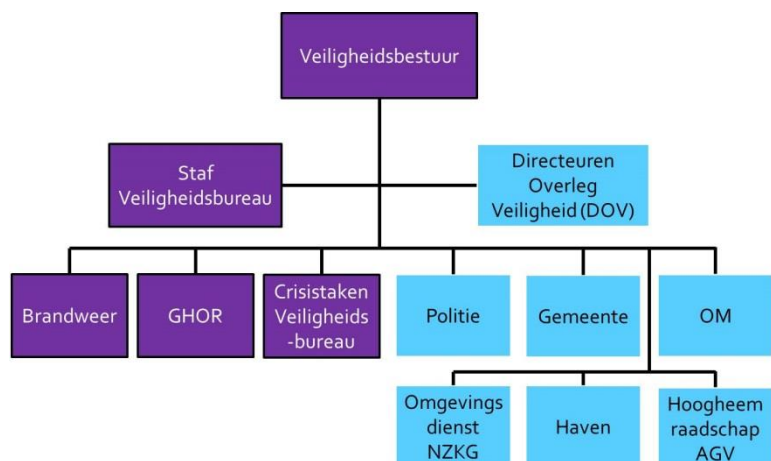 Veiligheidsbestuur
Staf
Veiligheidsbureau
Directeuren
Overleg
Veiligheid (DOV)
Brandweer
GHOR
Crisistaken
Veiligheids
-bureau
Politie
Gemeente
OM
Omgevings
dienst
NZKG
Haven
Hoogheem
raadschap
AGV